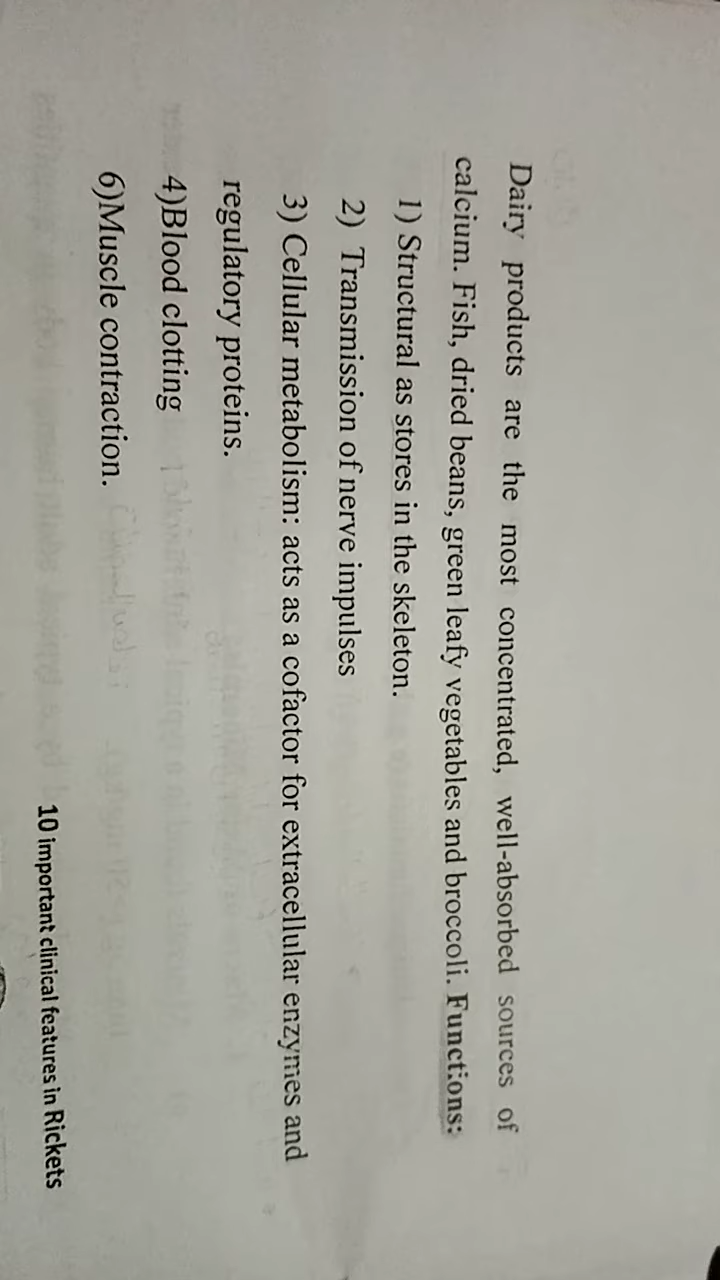 Dairy products are the most concentrated, well-absorbed sources of
calcium. Fish, dried beans, green leafy vegetables and broccoli. Functions:
1) Structural as stores in the skeleton.
2) Transmission of nerve impulses
3) Cellular metabolism: acts as a cofactor for extracellular enzymes and
regulatory proteins.
4)Blood clotting
6)Muscle contraction.
10 important clinical features in Rickets